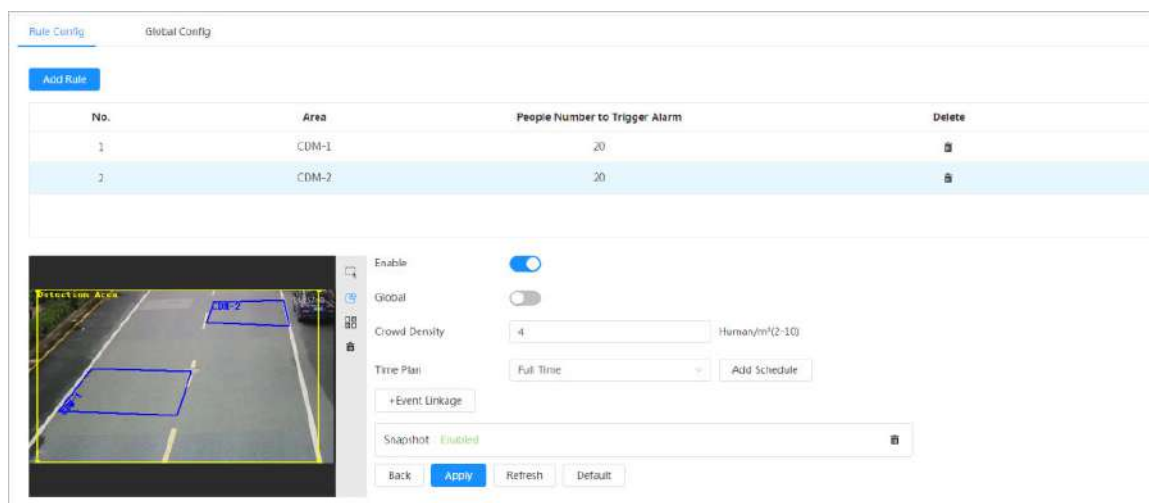 Rule Config Global Config
Add Rule
No. Area People Number to Trigger Alarm Delete
1 CDM-1 20
2 CDM-2 20
Enable
Detection Area
CDM-2
Global
Crowd Density 4 Human/m²(2-10)
Time Plan Full Time Add Schedule
CDM-1
+Event Linkage
Snapshot Enabled
Back Apply Refresh Default